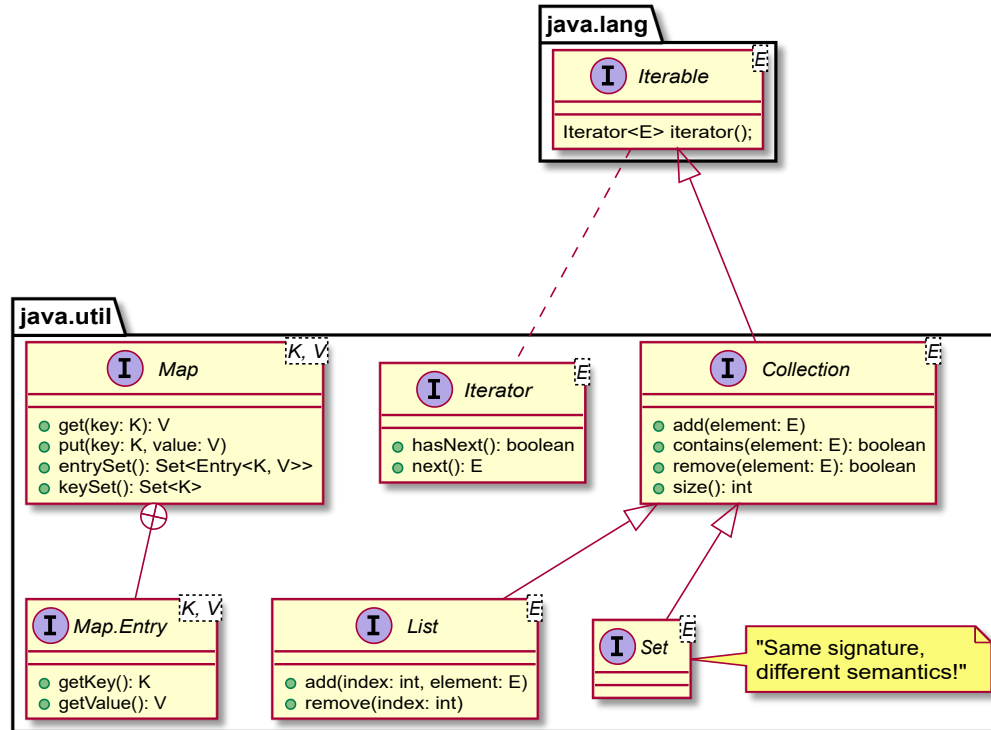 java.lang
E
I Iterable
Iterator<E> iterator();
java.util
K, V
I Map
get(key: K): V
put(key: K, value: V)
entrySet(): Set<Entry<K, V>>
keySet(): Set<K>
E
I Iterator
hasNext(): boolean
next(): E
E
I Collection
add(element: E)
contains(element: E): boolean
remove(element: E): boolean
size(): int
K, V
I Map.Entry
getKey(): K
getValue(): V
E
I List
add(index: int, element: E)
remove(index: int)
E
I Set
"Same signature,
different semantics!"